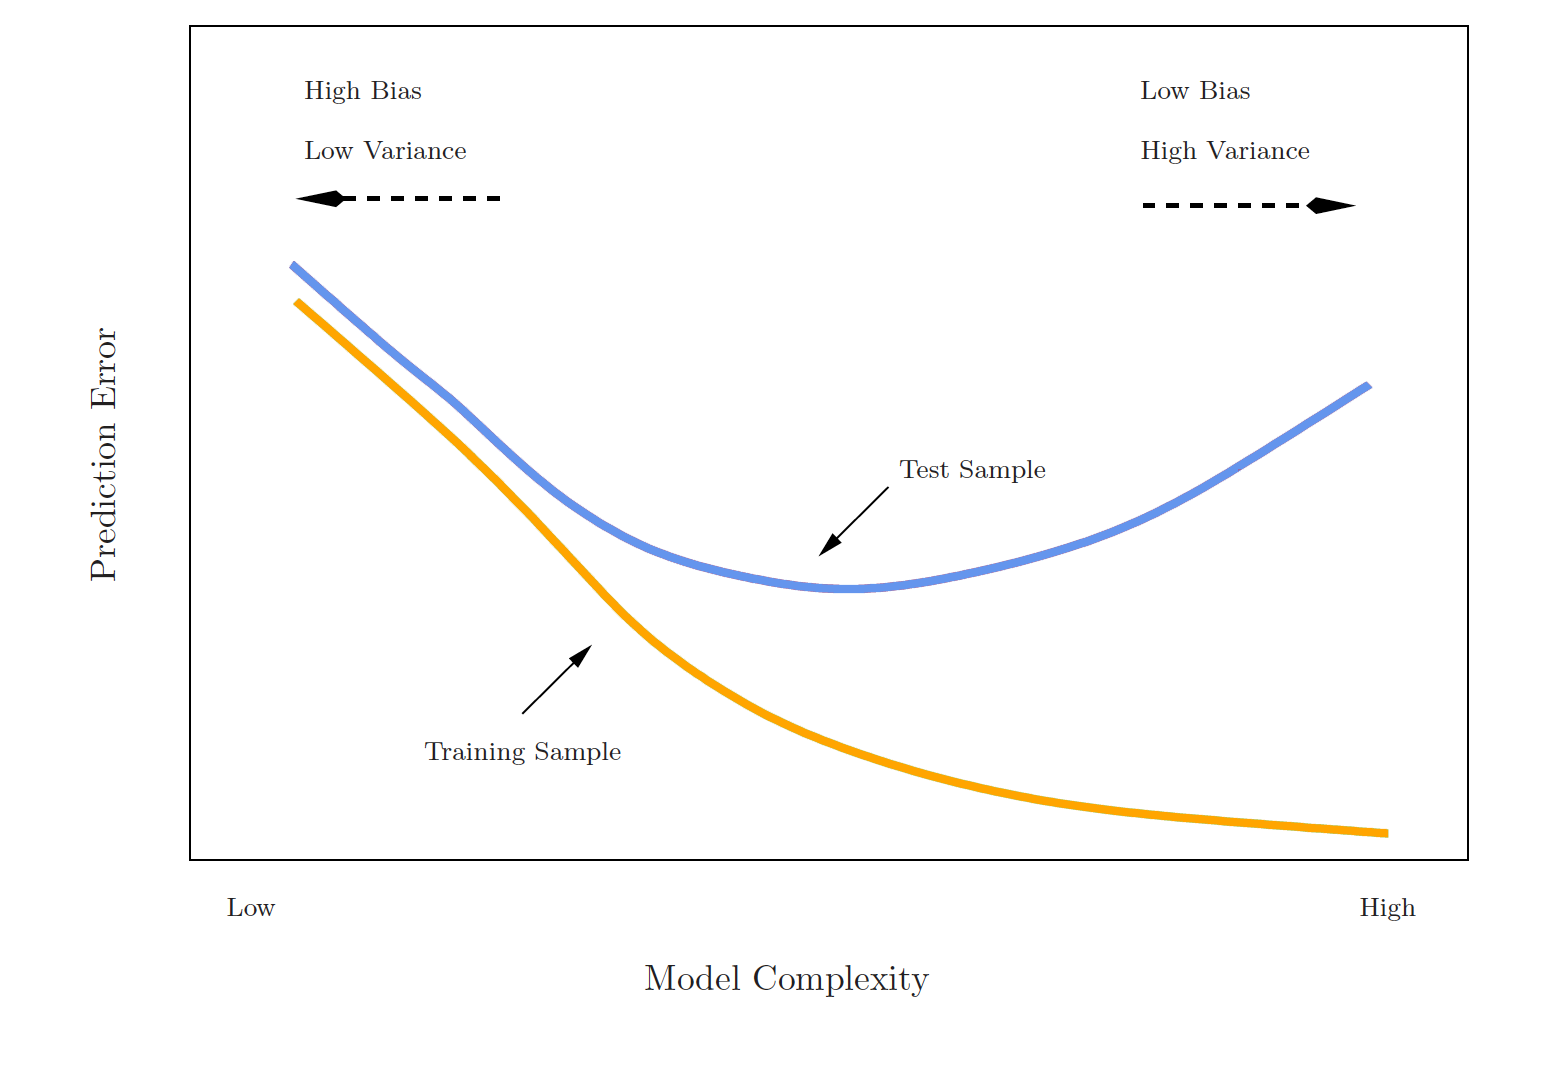 High Bias
Low Variance
Low Bias
High Variance
Prediction Error
Test Sample
Training Sample
Low
High
Model Complexity